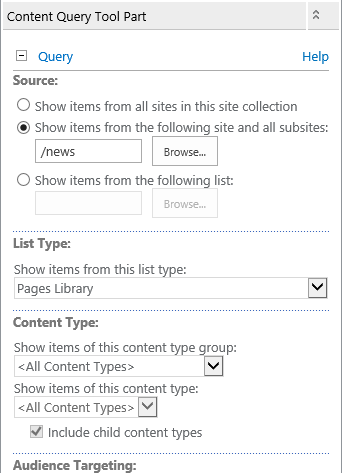 Content Query Tool Part
Query
Help
Source:
Show items from all sites in this site collection
Show items from the following site and all subsites:
/news
Browse...
Show items from the following list:
Browse...
List Type:
Show items from this list type:
Pages Library
Content Type:
Show items of this content type group:
<All Content Types>
Show items of this content type:
<All Content Types>
Include child content types
Audience Targeting: